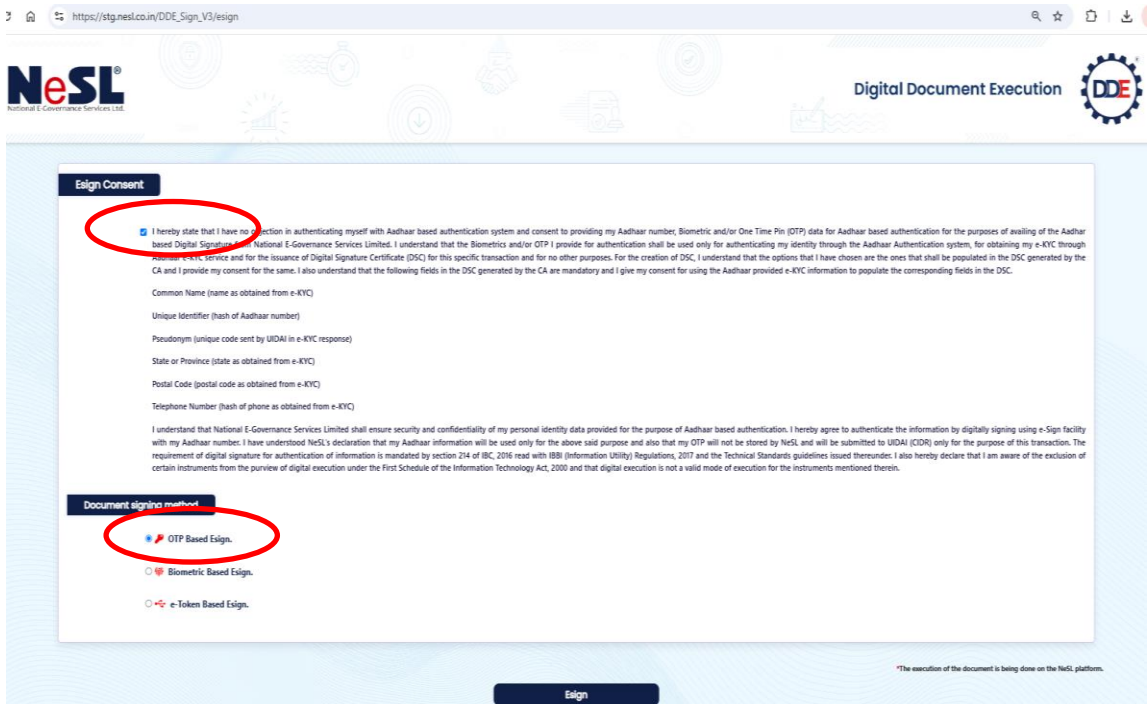 https://stg.nesl.co.in/DDE_Sign_V3/esign
NeSL®
National E-Governance Services Ltd.
Digital Document Execution
DDE
Esign Consent
I hereby state that I have no objection in authenticating myself with Aadhaar based authentication system and consent to providing my Aadhaar number, Biometric and/or One Time Pin (OTP) data for Aadhaar based authentication for the purposes of availing of the Aadhar
based Digital Signature from National E-Governance Services Limited. I understand that the Biometrics and/or OTP I provide for authentication shall be used only for authenticating my identity through the Aadhaar Authentication system, for obtaining my e-KYC through
Aadhaar e-KYC service and for the issuance of Digital Signature Certificate (DSC) for this specific transaction and for no other purposes. For the creation of DSC, I understand that the options that I have chosen are the ones that shall be populated in the DSC generated by the
CA and I provide my consent for the same. I also understand that the following fields in the DSC generated by the CA are mandatory and I give my consent for using the Aadhaar provided e-KYC information to populate the corresponding fields in the DSC.
Common Name (name as obtained from e-KYC)
Unique Identifier (hash of Aadhaar number)
Pseudonym (unique code sent by UIDAI in e-KYC response)
State or Province (state as obtained from e-KYC)
Postal Code (postal code as obtained from e-KYC)
Telephone Number (hash of phone as obtained from e-KYC)
I understand that National E-Governance Services Limited shall ensure security and confidentiality of my personal identity data provided for the purpose of Aadhaar based authentication. I hereby agree to authenticate the information by digitally signing using e-Sign facility
with my Aadhaar number. I have understood NeSL's declaration that my Aadhaar information will be used only for the above said purpose and also that my OTP will not be stored by NeSL and will be submitted to UIDAI (CIDR) only for the purpose of this transaction. The
requirement of digital signature for authentication of information is mandated by section 214 of IBC, 2016 read with IBBI (Information Utility) Regulations, 2017 and the Technical Standards guidelines issued thereunder. I also hereby declare that I am aware of the exclusion of
certain instruments from the purview of digital execution under the First Schedule of the Information Technology Act, 2000 and that digital execution is not a valid mode of execution for the instruments mentioned therein.
Document signing method
OTP Based Esign.
Biometric Based Esign.
e-Token Based Esign.
*The execution of the document is being done on the NeSL platform.
Esign